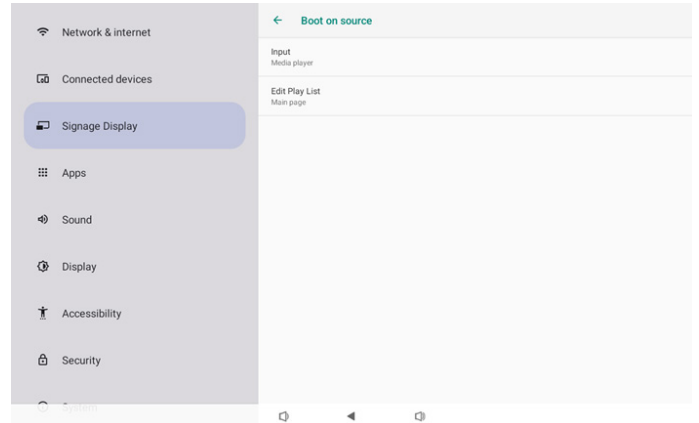 Network & internet
Connected devices
Signage Display
Apps
Sound
Display
Accessibility
Security
System
Boot on source
Input
Media player
Edit Play List
Main page